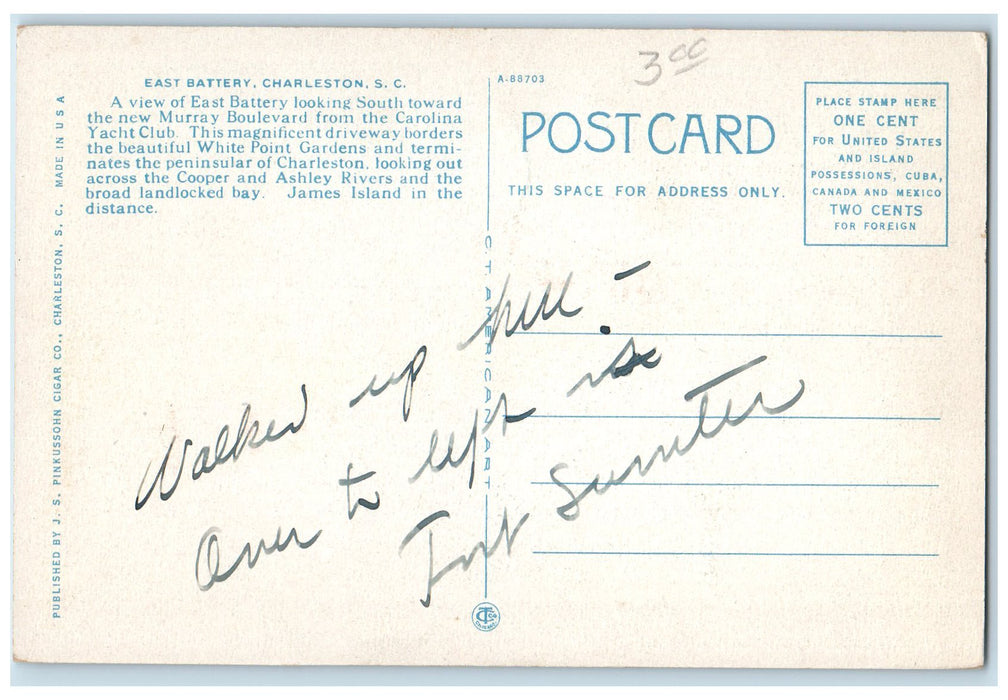 3 00
EAST BATTERY, CHARLESTON, S. C.
A view of East Battery looking South toward
the new Murray Boulevard from the Carolina
Yacht Club. This magnificent driveway borders
the beautiful White Point Gardens and termi-
nates the peninsular of Charleston, looking out
across the Cooper and Ashley Rivers and the
broad landlocked bay. James Island in the
distance.
PUBLISHED BY J. S. PINKUSSOHN CIGAR CO., CHARLESTON, S. C. MADE IN U S A
A-88703
POST CARD
THIS SPACE FOR ADDRESS ONLY.
PLACE STAMP HERE
ONE CENT
FOR UNITED STATES
AND ISLAND
POSSESSIONS, CUBA,
CANADA AND MEXICO
TWO CENTS
FOR FOREIGN
C. T. AMERICAN ART
Walked up here -
Over to left is
Fort Sumter